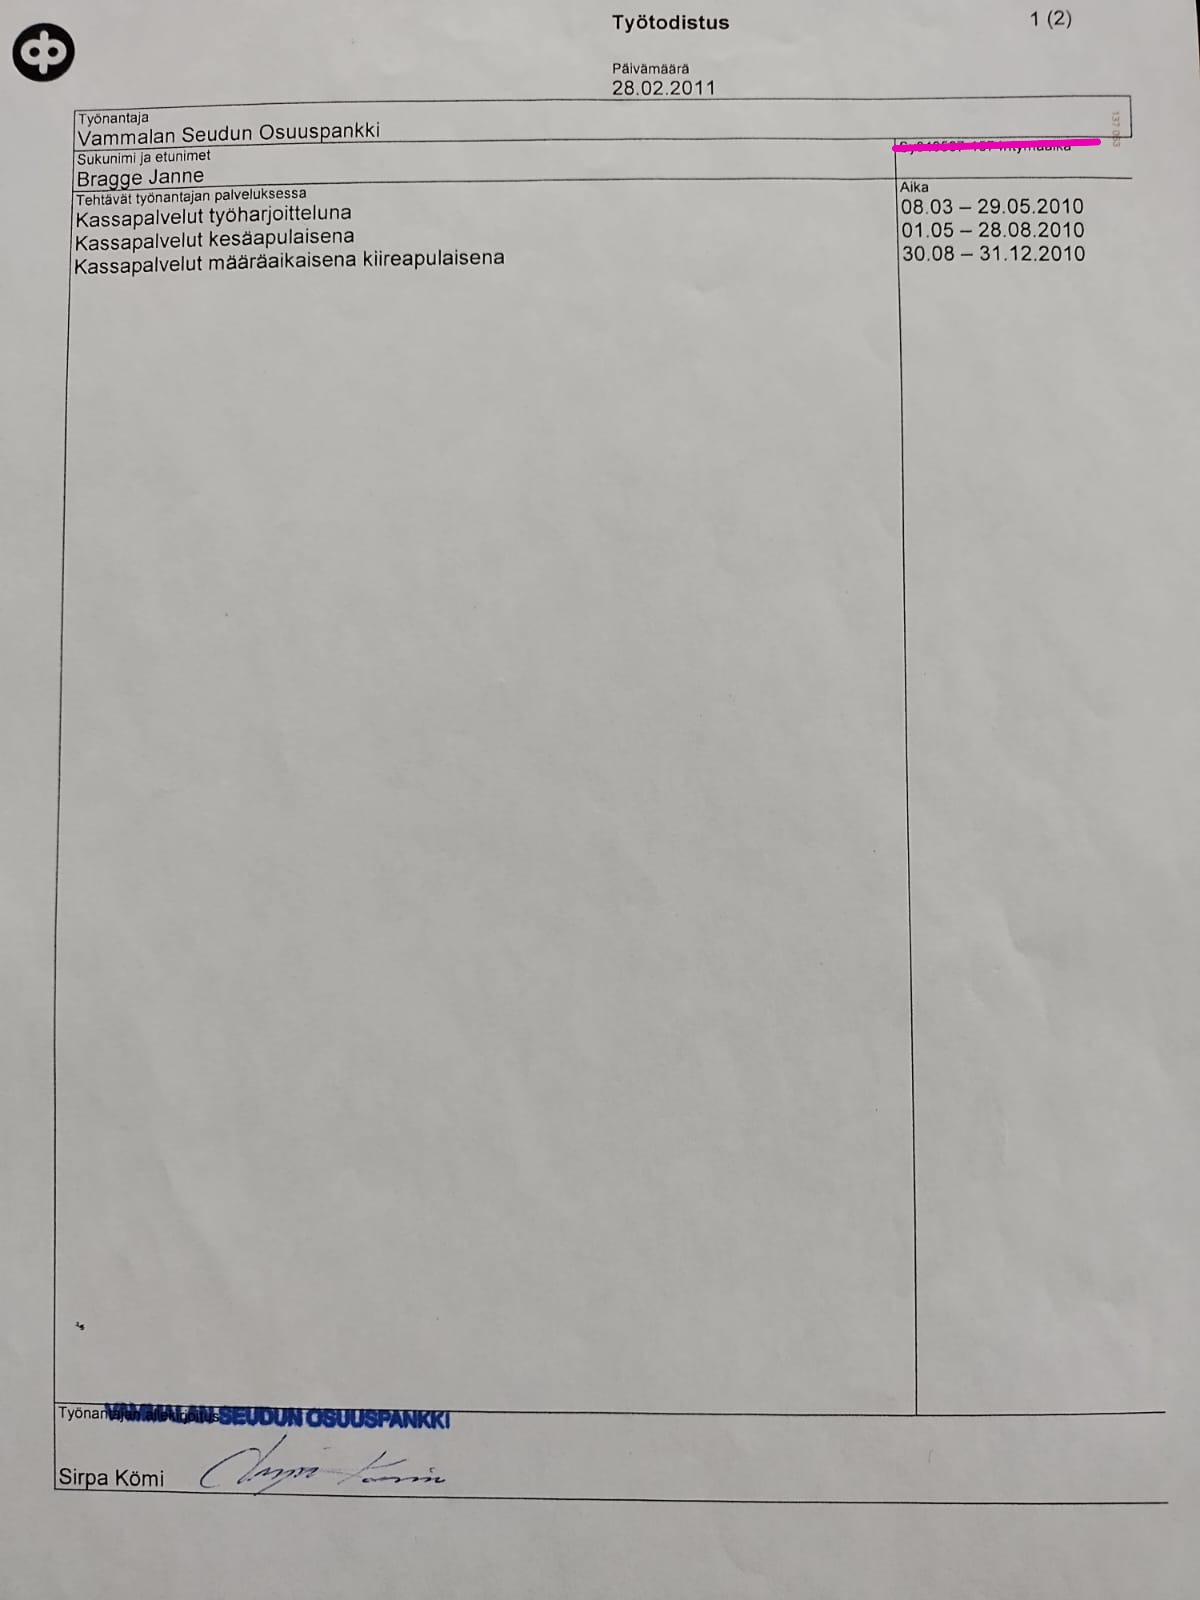 Työtodistus
1 (2)
Päivämäärä
28.02.2011
137 053
Työnantaja
Vammalan Seudun Osuuspankki
Sukunimi ja etunimet
Bragge Janne
Tehtävät työnantajan palveluksessa
Aika
Kassapalvelut työharjoitteluna
08.03 – 29.05.2010
Kassapalvelut kesäapulaisena
01.05 – 28.08.2010
Kassapalvelut määräaikaisena kiireapulaisena
30.08 – 31.12.2010
Työnantajan allekirjoitus
VAMMALAN SEUDUN OSUUSPANKKI
Sirpa Kömi